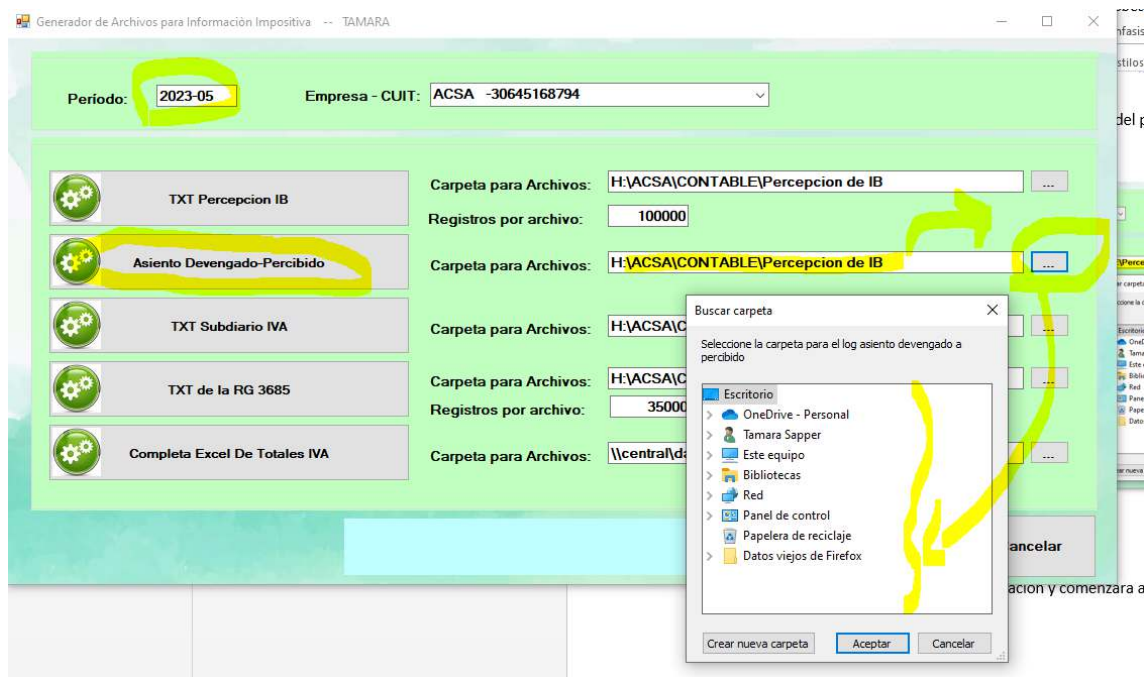 Generador de Archivos para Información Impositiva -- TAMARA
Período: 2023-05 Empresa - CUIT: ACSA -30645168794
TXT Percepcion IB Carpeta para Archivos: H:\ACSA\CONTABLE\Percepcion de IB ...
Registros por archivo: 100000
Asiento Devengado-Percibido Carpeta para Archivos: H:\ACSA\CONTABLE\Percepcion de IB ...
TXT Subdiario IVA Carpeta para Archivos: H:\ACSA\C ...
TXT de la RG 3685 Carpeta para Archivos: H:\ACSA\C ...
Registros por archivo: 35000
Completa Excel De Totales IVA Carpeta para Archivos: \\central\da ...
ancelar
Buscar carpeta
Seleccione la carpeta para el log asiento devengado a
percibido
Escritorio
OneDrive - Personal
Tamara Sapper
Este equipo
Bibliotecas
Red
Panel de control
Papelera de reciclaje
Datos viejos de Firefox
Crear nueva carpeta Aceptar Cancelar
nfasis
stilos
del p
ación y comenzara a